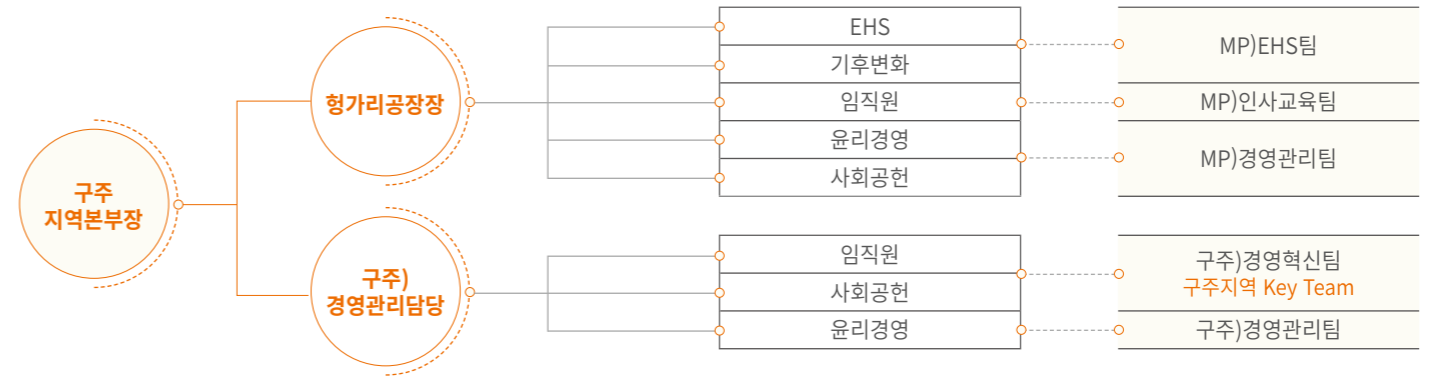 구주
지역본부장
헝가리공장장
EHS
기후변화
임직원
윤리경영
사회공헌
MP)EHS팀
MP)인사교육팀
MP)경영관리팀
구주)
경영관리담당
임직원
사회공헌
윤리경영
구주)경영혁신팀
구주지역 Key Team
구주)경영관리팀